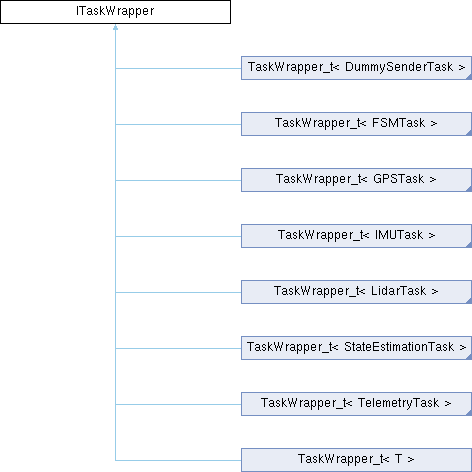 ITaskWrapper
TaskWrapper_t< DummySenderTask >
TaskWrapper_t< FSMTask >
TaskWrapper_t< GPSTask >
TaskWrapper_t< IMUTask >
TaskWrapper_t< LidarTask >
TaskWrapper_t< StateEstimationTask >
TaskWrapper_t< TelemetryTask >
TaskWrapper_t< T >